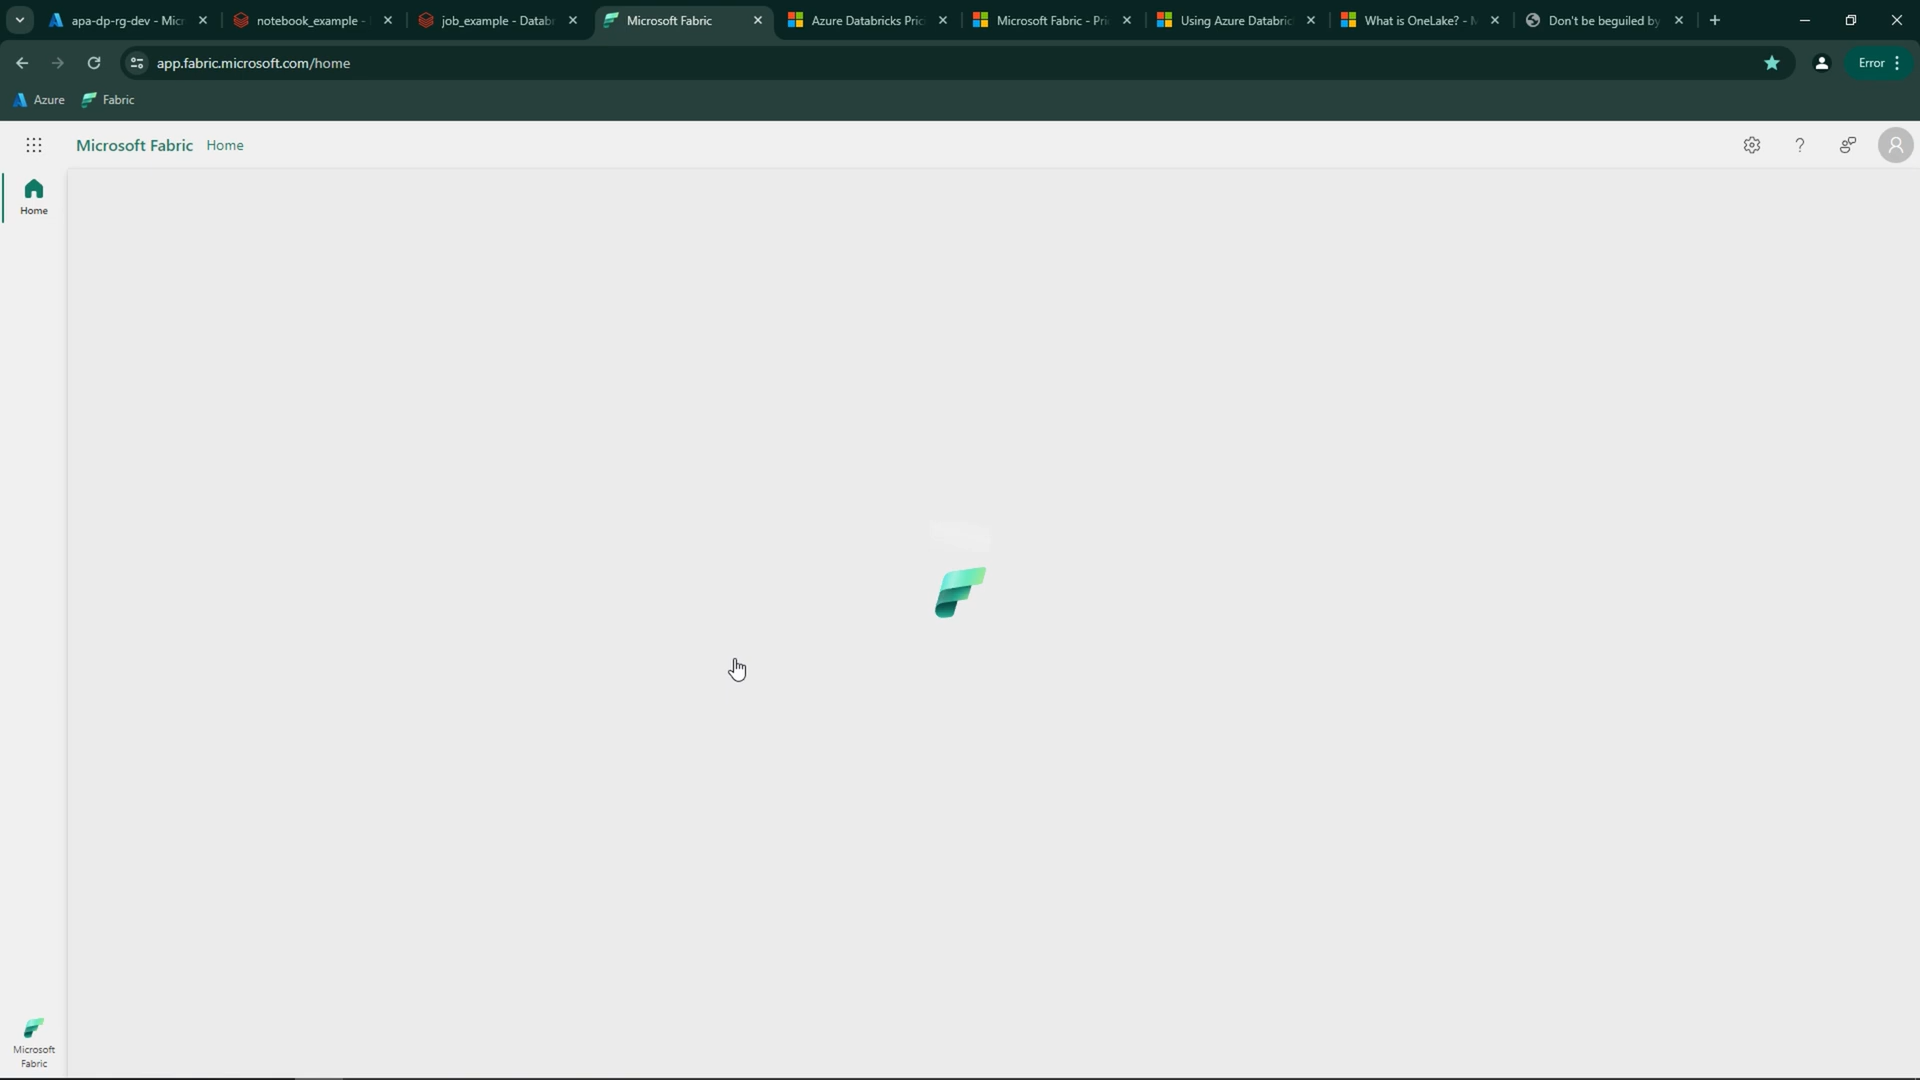 apa-dp-rg-dev - Micr
notebook_example -
job_example - Datab
Microsoft Fabric
Azure Databricks Pric
Microsoft Fabric - Pri
Using Azure Databric
What is OneLake? - M
Don't be beguiled by
app.fabric.microsoft.com/home
Error
Azure
Fabric
Microsoft Fabric
Home
Home
Microsoft
Fabric